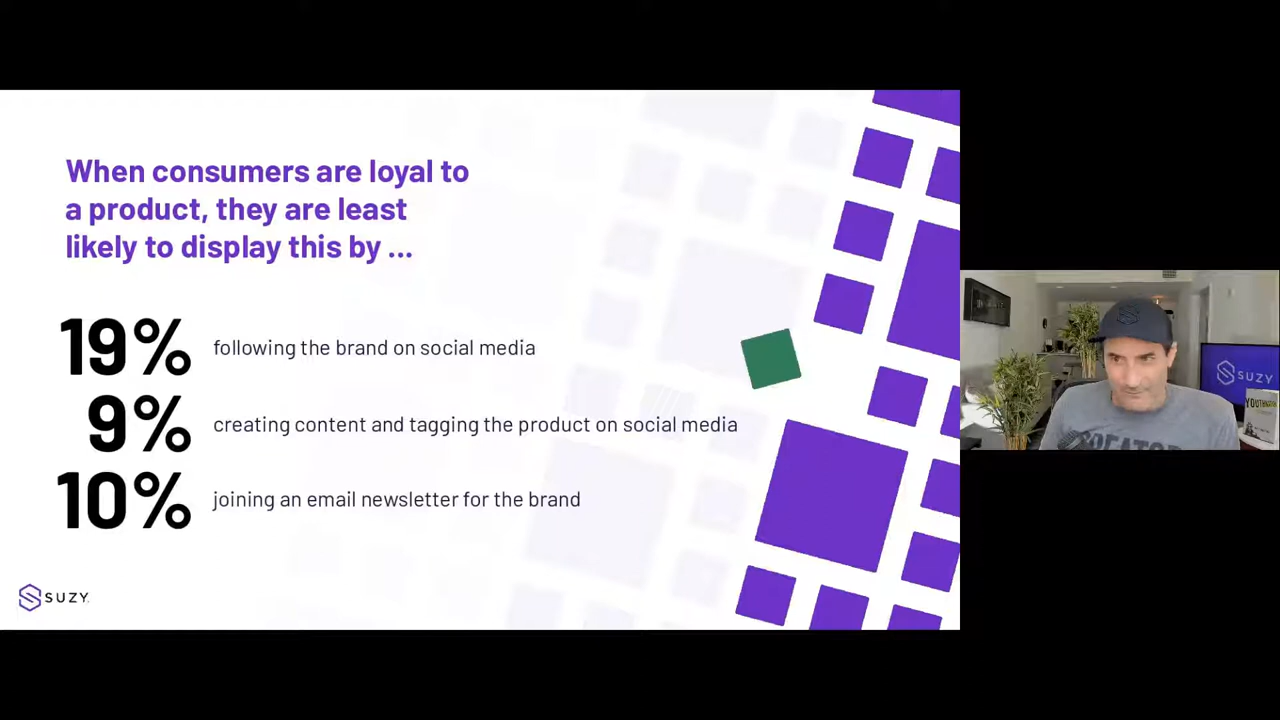 When consumers are loyal to
a product, they are least
likely to display this by ...
19% following the brand on social media
9% creating content and tagging the product on social media
10% joining an email newsletter for the brand
SUZY
SUZY
CREATOR